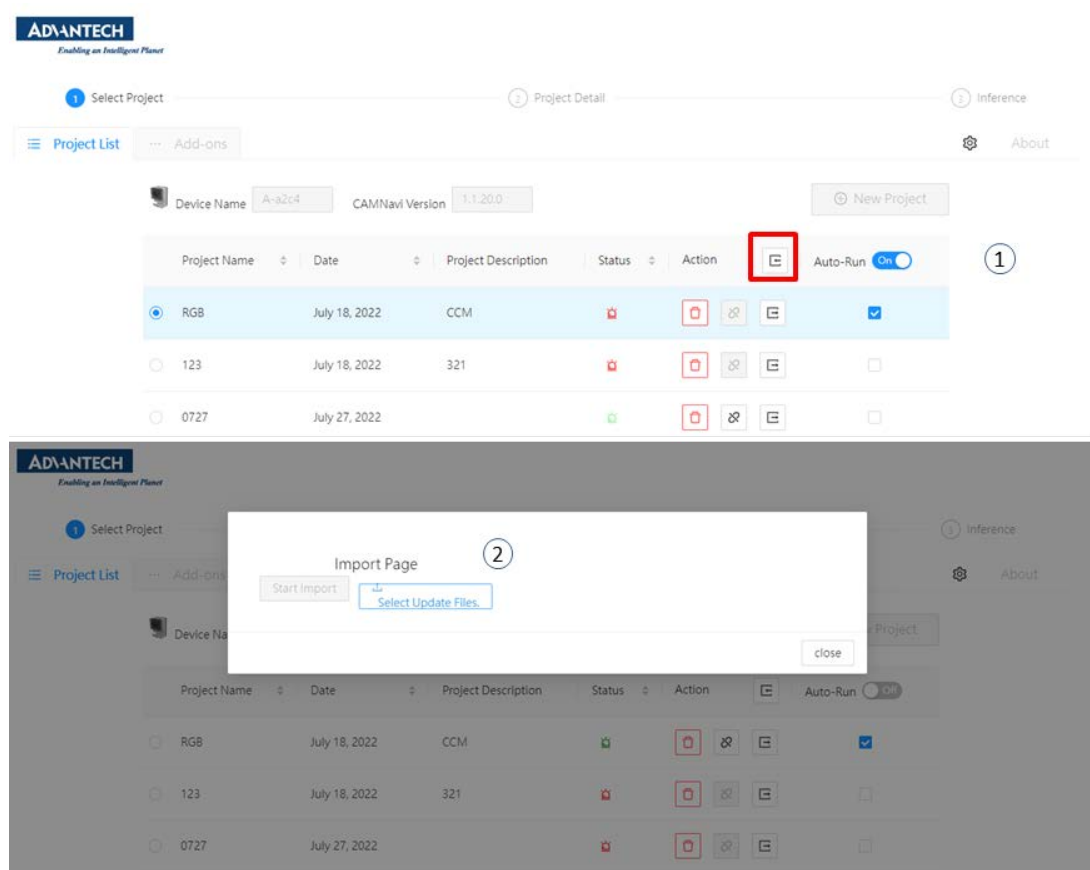 ADVANTECH
Enabling an Intelligent Planet
1 Select Project 2 Project Detail 3 Inference
Project List ··· Add-ons About
Device Name A-a2c4 CAMNavi Version 1.1.20.0 New Project
Project Name Date Project Description Status Action Auto-Run On 1
RGB July 18, 2022 CCM
123 July 18, 2022 321
0727 July 27, 2022
ADVANTECH
Enabling an Intelligent Planet
1 Select Project 3 Inference
Import Page 2
Project List ··· Add-ons About
Start Import Select Update Files.
Device Na Project
close
Project Name Date Project Description Status Action Auto-Run Off
RGB July 18, 2022 CCM
123 July 18, 2022 321
0727 July 27, 2022